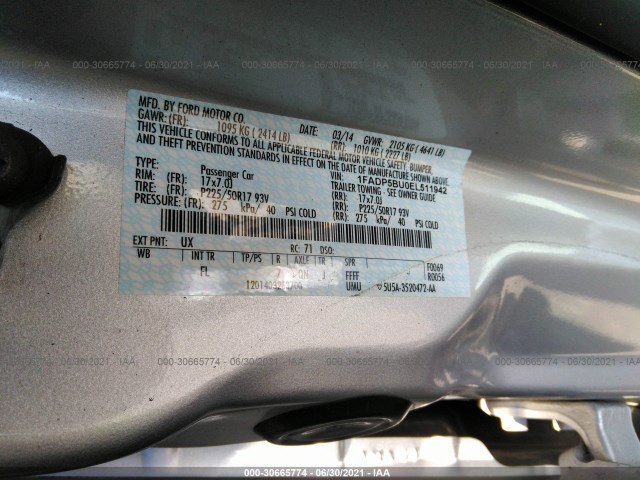 000-30665774 - 06/30/2021 - IAA
MFD. BY FORD MOTOR CO.
DATE: 03/14 GVWR: 2105 KG ( 4641 LB)
GAWR:(FR): 1095 KG ( 2414 LB) (RR): 1010 KG ( 2227 LB)
THIS VEHICLE CONFORMS TO ALL APPLICABLE FEDERAL MOTOR VEHICLE SAFETY, BUMPER,
AND THEFT PREVENTION STANDARDS IN EFFECT ON THE DATE OF MANUFACTURE SHOWN ABOVE.
VIN: 1FADP5BU0EL511942
TYPE: Passenger Car TRAILER:
RIM: (FR): 17x7.0J (RR): 17x7.0J
TIRE: (FR): P225/50R17 93V (RR): P225/50R17 93V
PRESSURE: (FR): 275 kPa/ 40 PSI COLD (RR): 275 kPa/ 40 PSI COLD
EXT PNT: UX RC: 71 DSO:
WB INT TR TP/PS R AXLE TR SPR F0069
FL 7 FFFF R0056
UMU 5U5A-3520472-AA
000-30665774 - 06/30/2021 - IAA
000-30665774 - 06/30/2021 - IAA